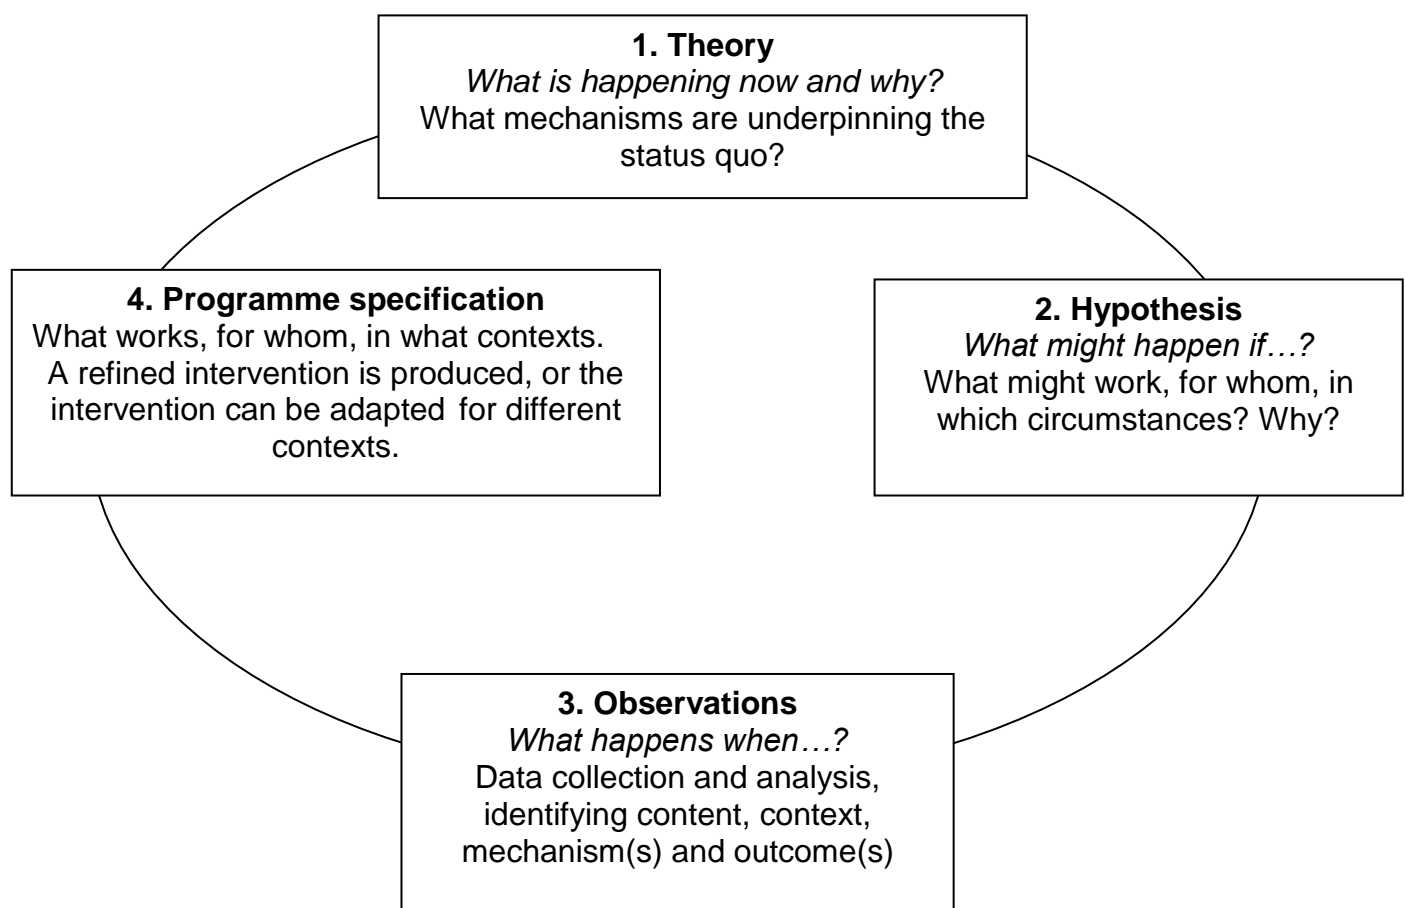 1. Theory
What is happening now and why?
What mechanisms are underpinning the
status quo?
2. Hypothesis
What might happen if…?
What might work, for whom, in
which circumstances? Why?
3. Observations
What happens when…?
Data collection and analysis,
identifying content, context,
mechanism(s) and outcome(s)
4. Programme specification
What works, for whom, in what contexts.
A refined intervention is produced, or the
intervention can be adapted for different
contexts.